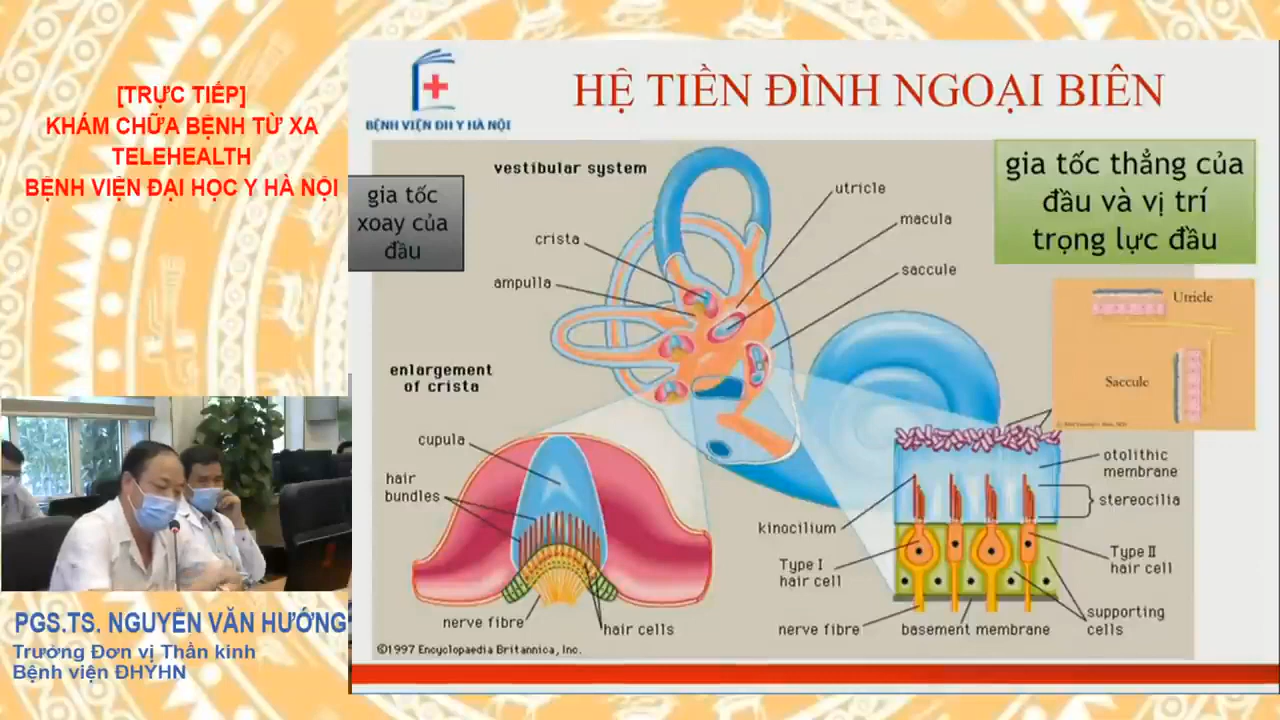 [TRỰC TIẾP]
KHÁM CHỮA BỆNH TỪ XA
TELEHEALTH
BỆNH VIỆN ĐẠI HỌC Y HÀ NỘI
BỆNH VIỆN ĐH Y HÀ NỘI
HỆ TIỀN ĐÌNH NGOẠI BIÊN
gia tốc
xoay của
đầu
gia tốc thẳng của
đầu và vị trí
trọng lực đầu
vestibular system
utricle
macula
saccule
crista
ampulla
Utricle
Saccule
enlargement
of crista
cupula
hair
bundles
nerve fibre
hair cells
otolithic
membrane
stereocilia
kinocilium
Type I
hair cell
Type II
hair cell
supporting
cells
nerve fibre
basement membrane
©1997 Encyclopaedia Britannica, Inc.
PGS.TS. NGUYỄN VĂN HƯỚNG
Trưởng Đơn vị Thần kinh
Bệnh viện ĐHYHN